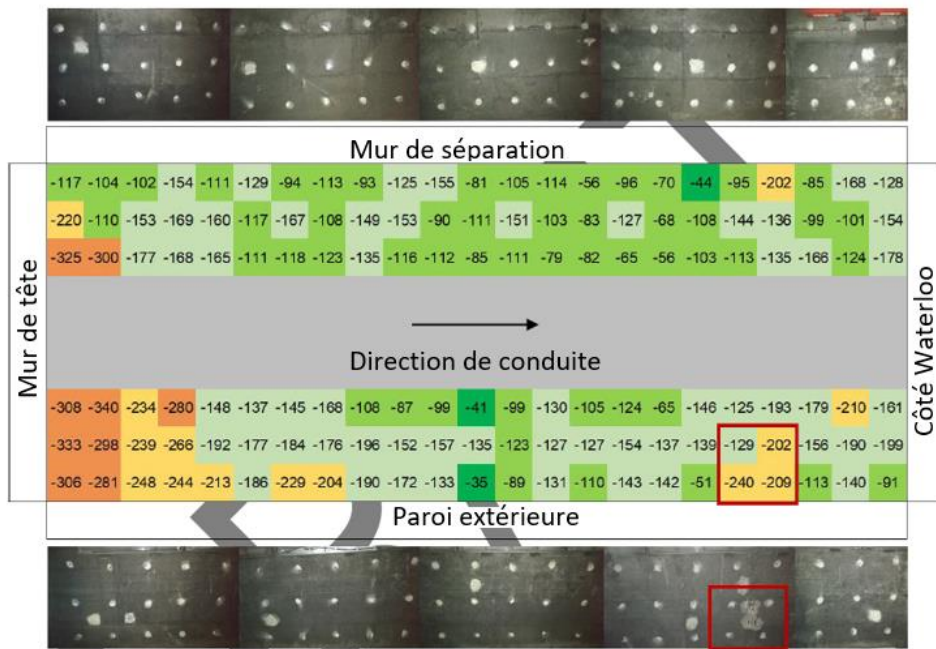 Mur de séparation
-117 -104 -102 -154 -111 -129 -94 -113 -93 -125 -155 -81 -105 -114 -56 -96 -70 -44 -95 -202 -85 -168 -128
-220 -110 -153 -169 -160 -117 -167 -108 -149 -153 -90 -111 -151 -103 -83 -127 -68 -108 -144 -136 -99 -101 -154
-325 -300 -177 -168 -165 -111 -118 -123 -135 -116 -112 -85 -111 -79 -82 -65 -56 -103 -113 -135 -166 -124 -178
Mur de tête
Direction de conduite
Côté Waterloo
-308 -340 -234 -280 -148 -137 -145 -168 -108 -87 -99 -41 -99 -130 -105 -124 -65 -146 -125 -193 -179 -210 -161
-333 -298 -239 -266 -192 -177 -184 -176 -196 -152 -157 -135 -123 -127 -127 -154 -137 -139 -129 -202 -156 -190 -199
-306 -281 -248 -244 -213 -186 -229 -204 -190 -172 -133 -35 -89 -131 -110 -143 -142 -51 -240 -209 -113 -140 -91
Paroi extérieure